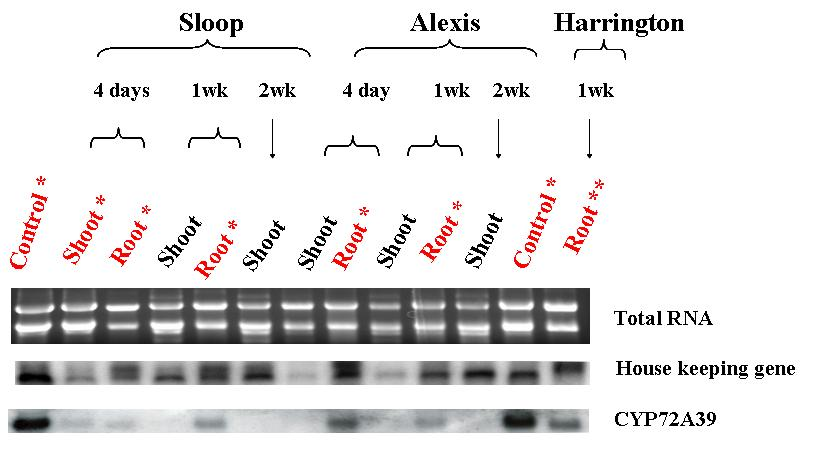 Sloop Alexis Harrington
4 days 1wk 2wk 4 day 1wk 2wk 1wk
Control *
Shoot *
Root *
Shoot
Root *
Shoot
Shoot
Root *
Shoot
Root *
Shoot
Control *
Root **
Total RNA
House keeping gene
CYP72A39